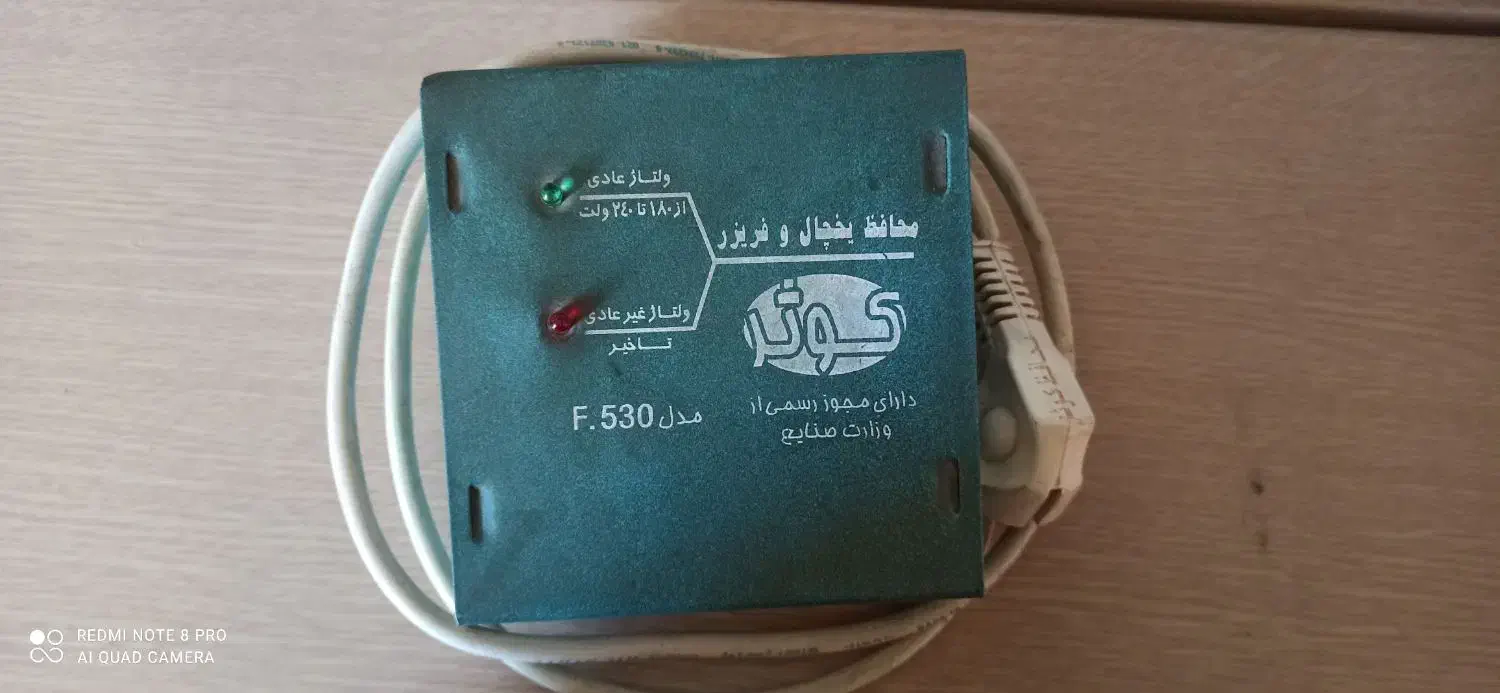 ولتاژ عادی
از ۱۸۰ تا ۲٤۰ ولت
محافظ یخچال و فریزر
ولتاژ غیر عادی
تاخیر
کوثر
مدل F.530
دارای مجوز رسمی از
وزارت صنایع
REDMI NOTE 8 PRO
AI QUAD CAMERA